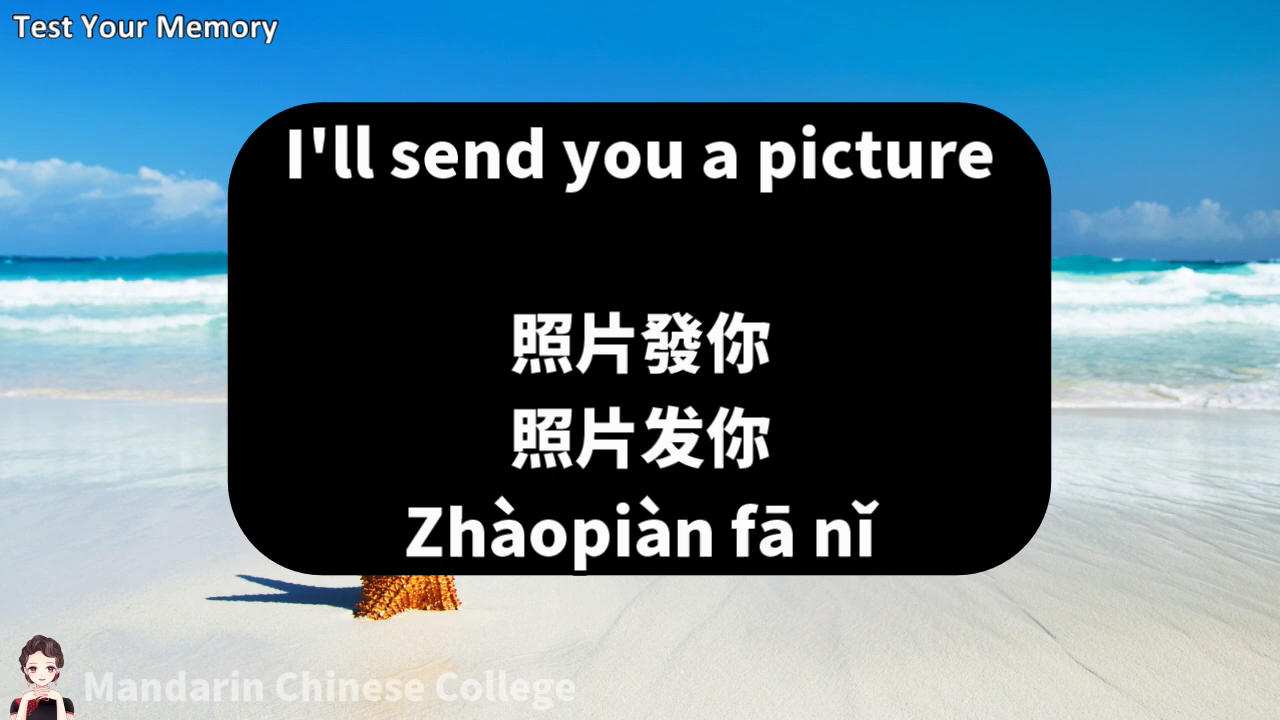 Test Your Memory
I'll send you a picture
照片發你
照片发你
Zhàopiàn fā nǐ
Mandarin Chinese College